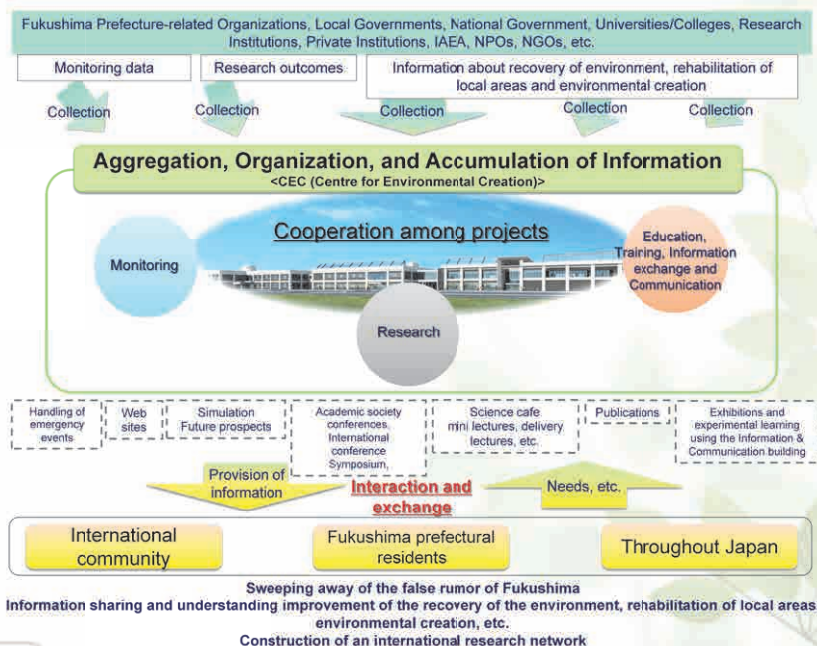 Fukushima Prefecture-related Organizations, Local Governments, National Government, Universities/Colleges, Research
Institutions, Private Institutions, IAEA, NPOs, NGOs, etc.
Monitoring data
Research outcomes
Information about recovery of environment, rehabilitation of
local areas and environmental creation
Collection
Collection
Collection
Collection
Collection
Aggregation, Organization, and Accumulation of Information
<CEC (Centre for Environmental Creation)>
Cooperation among projects
Monitoring
Education,
Training, Information
exchange and
Communication
Research
Handling of
emergency
events
Web
sites
Simulation
Future prospects
Academic society
conferences,
International
conference
Symposium,
Science cafe
mini lectures, delivery
lectures, etc.
Publications
Exhibitions and
experimental learning
using the Information &
Communication building
Provision of
information
Interaction and
exchange
Needs, etc.
International
community
Fukushima prefectural
residents
Throughout Japan
Sweeping away of the false rumor of Fukushima
Information sharing and understanding improvement of the recovery of the environment, rehabilitation of local areas
environmental creation, etc.
Construction of an international research network